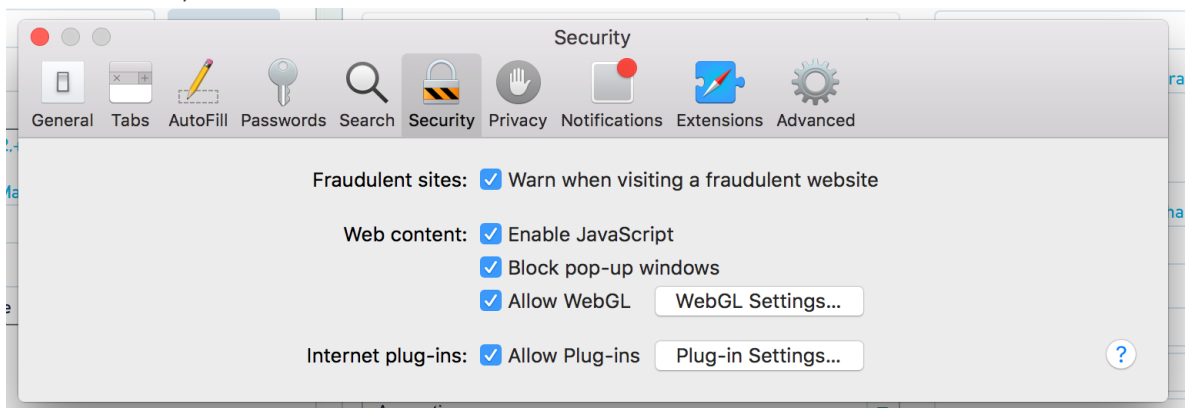 Security
General Tabs AutoFill Passwords Search Security Privacy Notifications Extensions Advanced
Fraudulent sites: Warn when visiting a fraudulent website
Web content: Enable JavaScript
Block pop-up windows
Allow WebGL WebGL Settings...
Internet plug-ins: Allow Plug-ins Plug-in Settings... ?